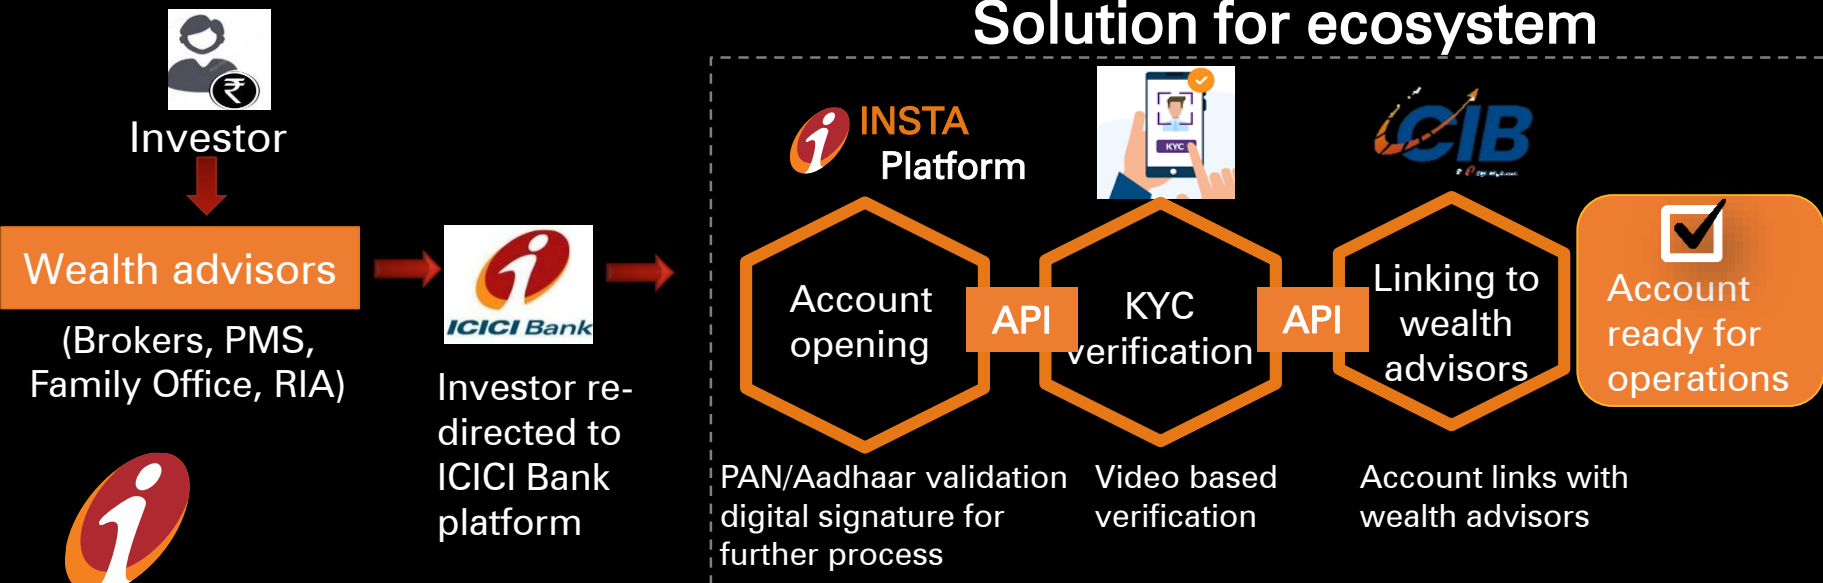 Solution for ecosystem
Investor
Wealth advisors
(Brokers, PMS,
Family Office, RIA)
ICICI Bank
Investor re-
directed to
ICICI Bank
platform
INSTA
Platform
KYC
CIB
Account
opening
API
KYC
verification
API
Linking to
wealth
advisors
Account
ready for
operations
PAN/Aadhaar validation
digital signature for
further process
Video based
verification
Account links with
wealth advisors